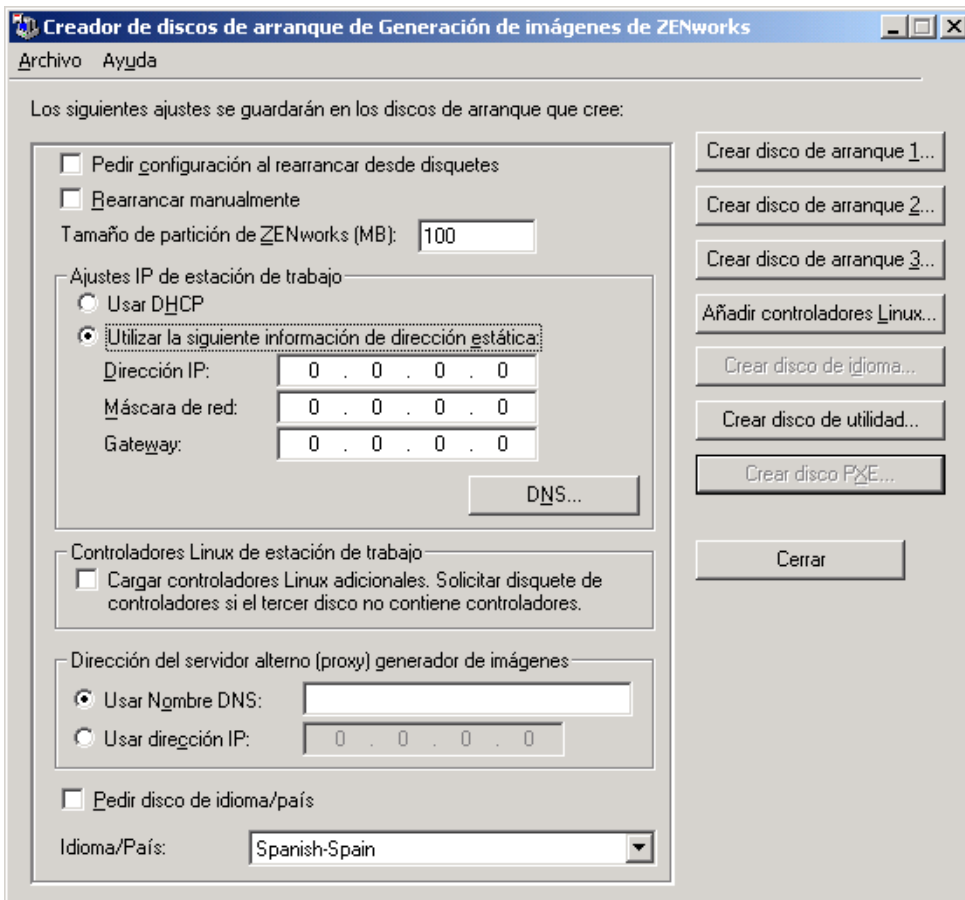 Creador de discos de arranque de Generación de imágenes de ZENworks
Archivo Ayuda
Los siguientes ajustes se guardarán en los discos de arranque que cree:
Pedir configuración al rearrancar desde disquetes
Rearrancar manualmente
Tamaño de partición de ZENworks (MB): 100
Ajustes IP de estación de trabajo
Usar DHCP
Utilizar la siguiente información de dirección estática:
Dirección IP: 0 . 0 . 0 . 0
Máscara de red: 0 . 0 . 0 . 0
Gateway: 0 . 0 . 0 . 0
DNS...
Controladores Linux de estación de trabajo
Cargar controladores Linux adicionales. Solicitar disquete de
controladores si el tercer disco no contiene controladores.
Dirección del servidor alterno (proxy) generador de imágenes
Usar Nombre DNS:
Usar dirección IP: 0 . 0 . 0 . 0
Pedir disco de idioma/país
Idioma/País: Spanish-Spain
Crear disco de arranque 1...
Crear disco de arranque 2...
Crear disco de arranque 3...
Añadir controladores Linux...
Crear disco de idioma...
Crear disco de utilidad...
Crear disco PXE...
Cerrar